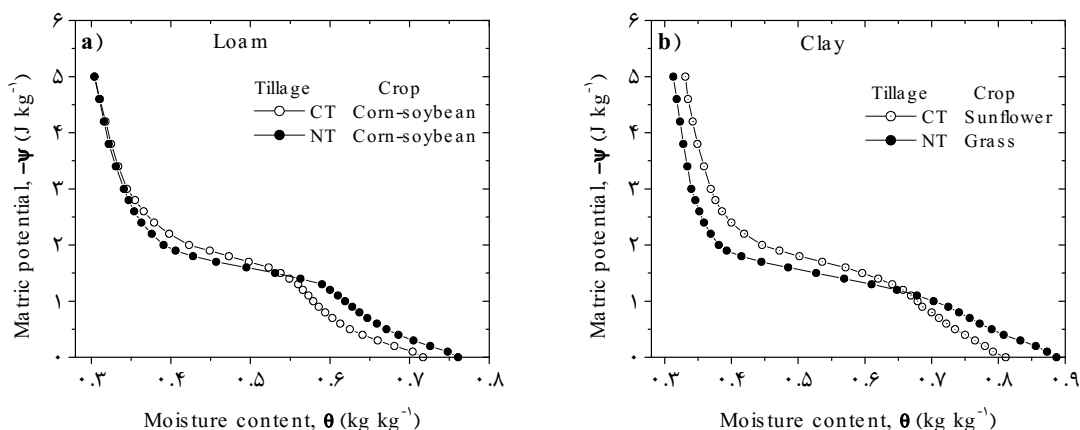 a) Loam
۶
۵
۴
۳
۲
۱
۰
Matric potential, -ψ (J kg⁻¹)
Tillage Crop
CT Corn-soybean
NT Corn-soybean
۰.۳ ۰.۴ ۰.۵ ۰.۶ ۰.۷ ۰.۸
Moisture content, θ (kg kg⁻¹)
b) Clay
۶
۵
۴
۳
۲
۱
۰
Matric potential, -ψ (J kg⁻¹)
Tillage Crop
CT Sunflower
NT Grass
۰.۳ ۰.۴ ۰.۵ ۰.۶ ۰.۷ ۰.۸ ۰.۹
Moisture content, θ (kg kg⁻¹)